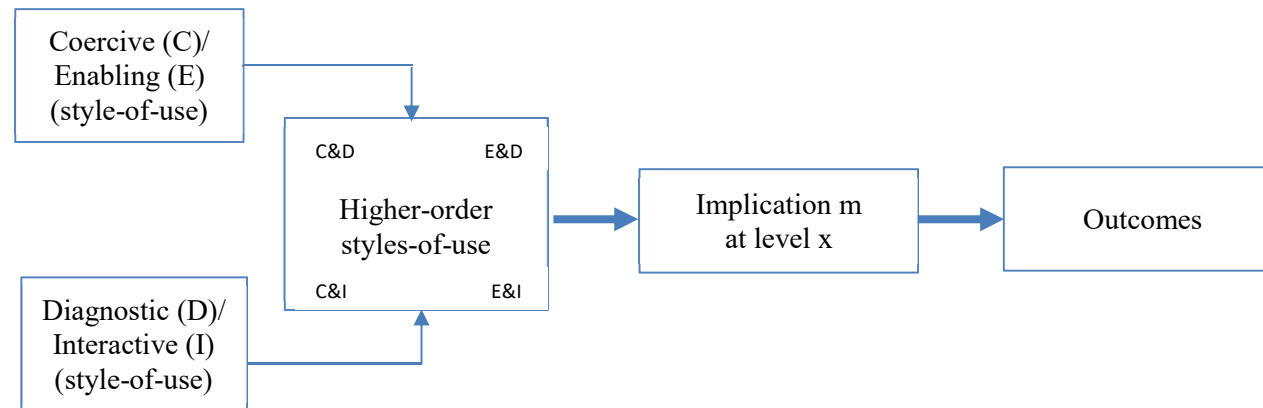 Coercive (C)/
Enabling (E)
(style-of-use)
C&D
E&D
Higher-order
styles-of-use
C&I
E&I
Diagnostic (D)/
Interactive (I)
(style-of-use)
Implication m
at level x
Outcomes